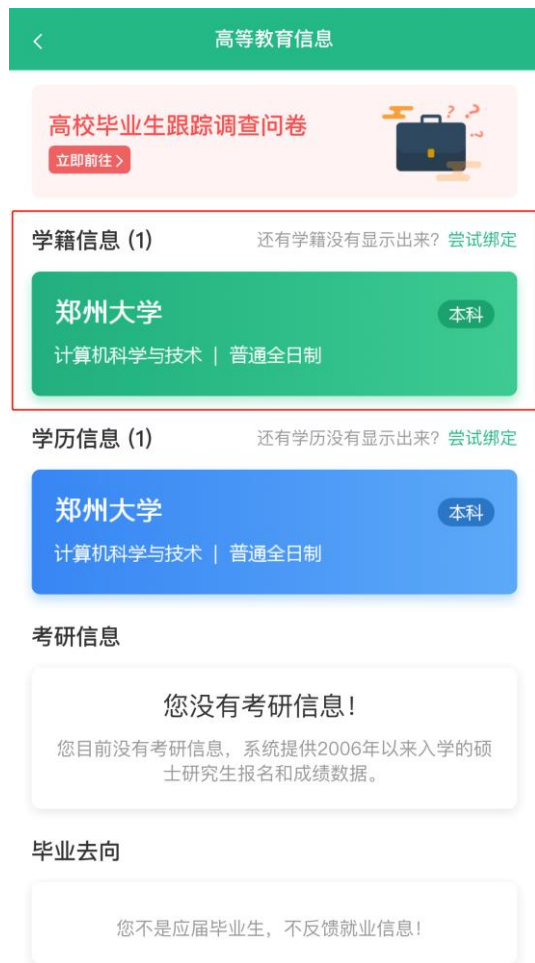 高等教育信息
高校毕业生跟踪调查问卷
立即前往 >
学籍信息 (1) 还有学籍没有显示出来? 尝试绑定
郑州大学 本科
计算机科学与技术 | 普通全日制
学历信息 (1) 还有学历没有显示出来? 尝试绑定
郑州大学 本科
计算机科学与技术 | 普通全日制
考研信息
您没有考研信息!
您目前没有考研信息，系统提供2006年以来入学的硕
士研究生报名和成绩数据。
毕业去向
您不是应届毕业生，不反馈就业信息!